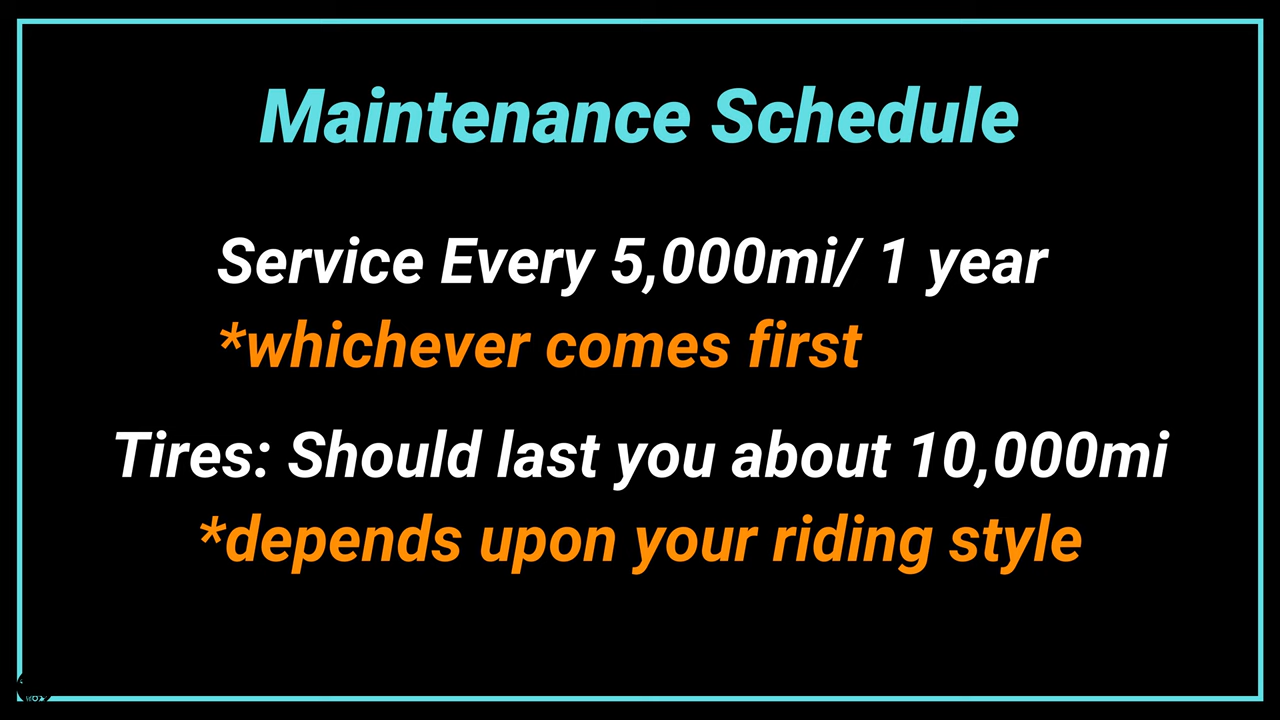 Maintenance Schedule
Service Every 5,000mi/ 1 year
*whichever comes first
Tires: Should last you about 10,000mi
*depends upon your riding style